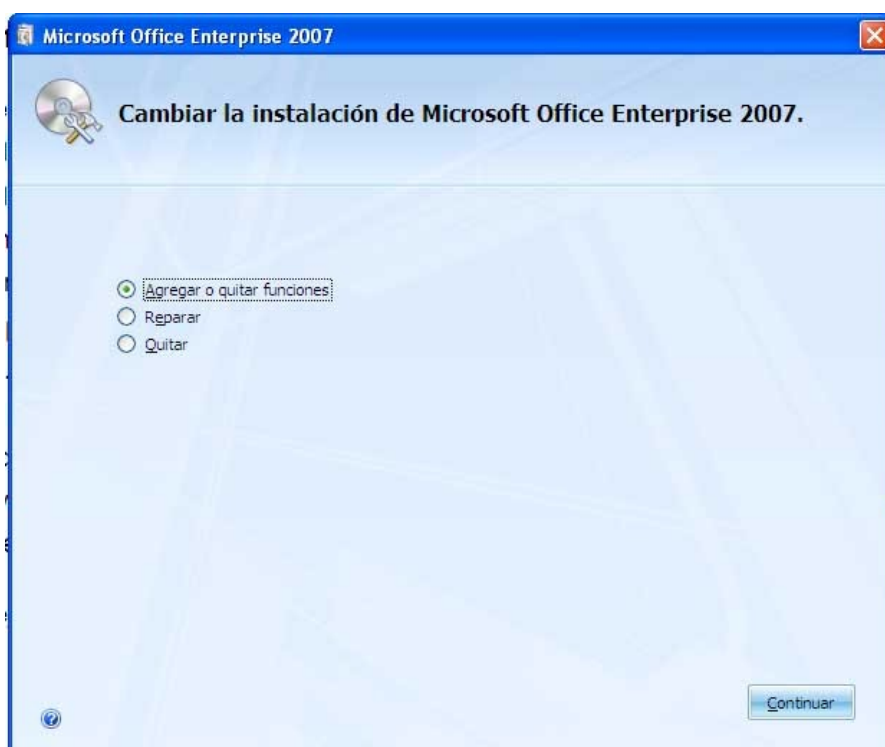 Microsoft Office Enterprise 2007
Cambiar la instalación de Microsoft Office Enterprise 2007.
Agregar o quitar funciones
Reparar
Quitar
Continuar